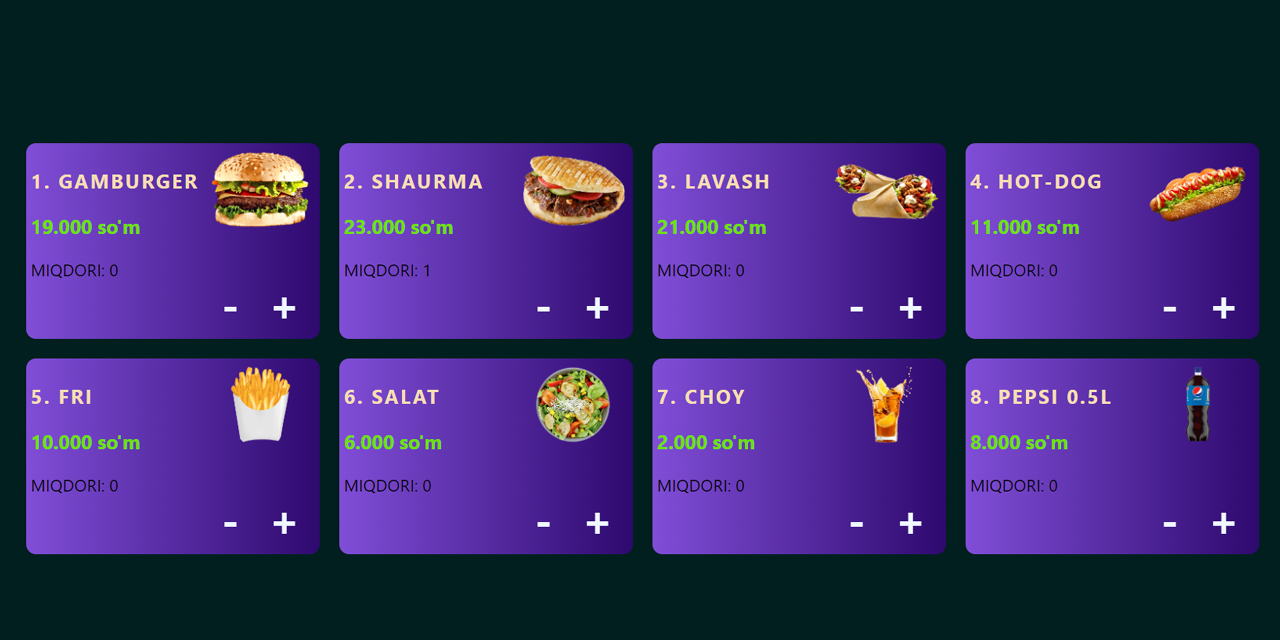 1. GAMBURGER
19.000 so'm
MIQDORI: 0
- +
2. SHAURMA
23.000 so'm
MIQDORI: 1
- +
3. LAVASH
21.000 so'm
MIQDORI: 0
- +
4. HOT-DOG
11.000 so'm
MIQDORI: 0
- +
5. FRI
10.000 so'm
MIQDORI: 0
- +
6. SALAT
6.000 so'm
MIQDORI: 0
- +
7. CHOY
2.000 so'm
MIQDORI: 0
- +
8. PEPSI 0.5L
8.000 so'm
MIQDORI: 0
- +